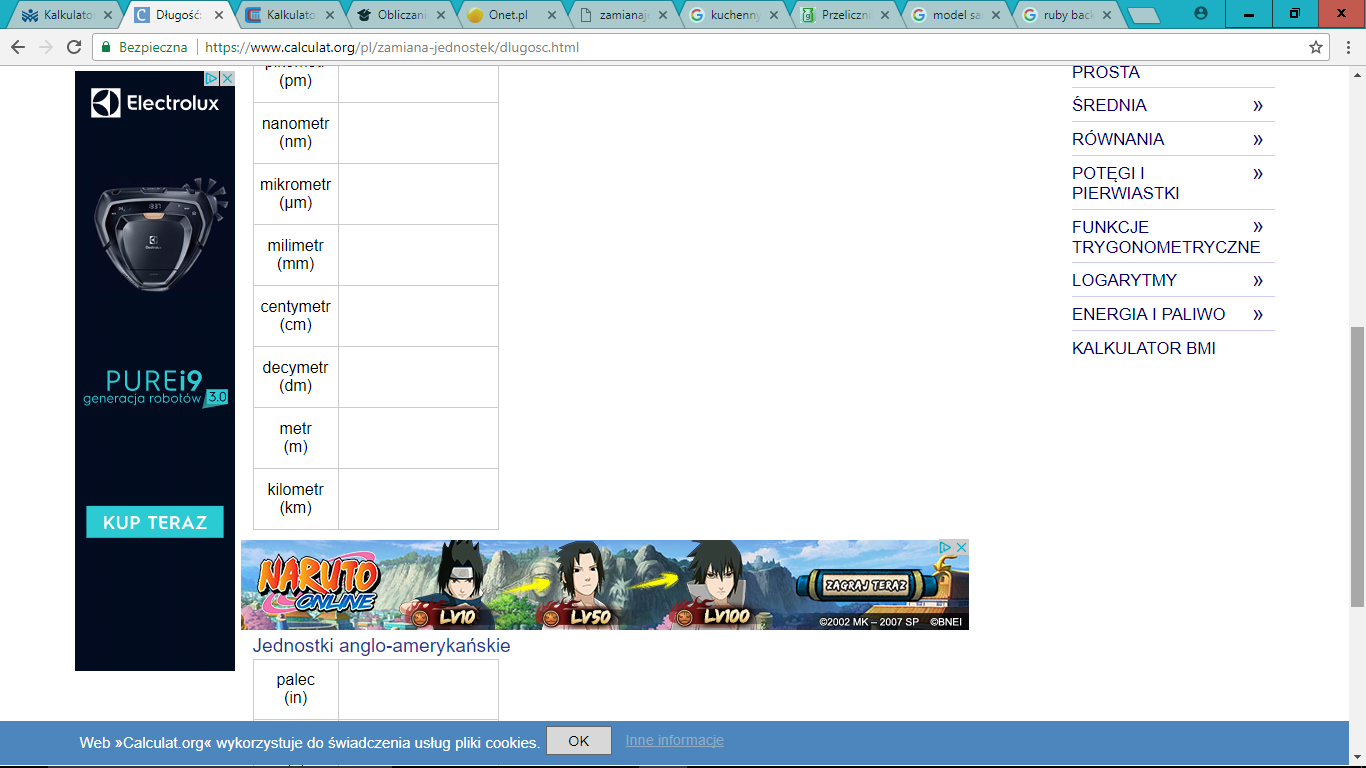 Kalkulato
Długość:
Kalkulato
Obliczani
Onet.pl
zamianaje
kuchenny
Przeliczni
model sa
ruby back
Bezpieczna
https://www.calculat.org/pl/zamiana-jednostek/dlugosc.html
Electrolux
PUREi9
generacja robotów 3.0
KUP TERAZ
pikometr
(pm)
nanometr
(nm)
mikrometr
(μm)
milimetr
(mm)
centymetr
(cm)
decymetr
(dm)
metr
(m)
kilometr
(km)
NARUTO
ONLINE
LV10
LV50
LV100
ZAGRAJ TERAZ
©2002 MK – 2007 SP ©BNEI
Jednostki anglo-amerykańskie
palec
(in)
PROSTA
ŚREDNIA »
RÓWNANIA »
POTĘGI I »
PIERWIASTKI
FUNKCJE »
TRYGONOMETRYCZNE
LOGARYTMY »
ENERGIA I PALIWO »
KALKULATOR BMI
Web »Calculat.org« wykorzystuje do świadczenia usług pliki cookies. OK Inne informacje